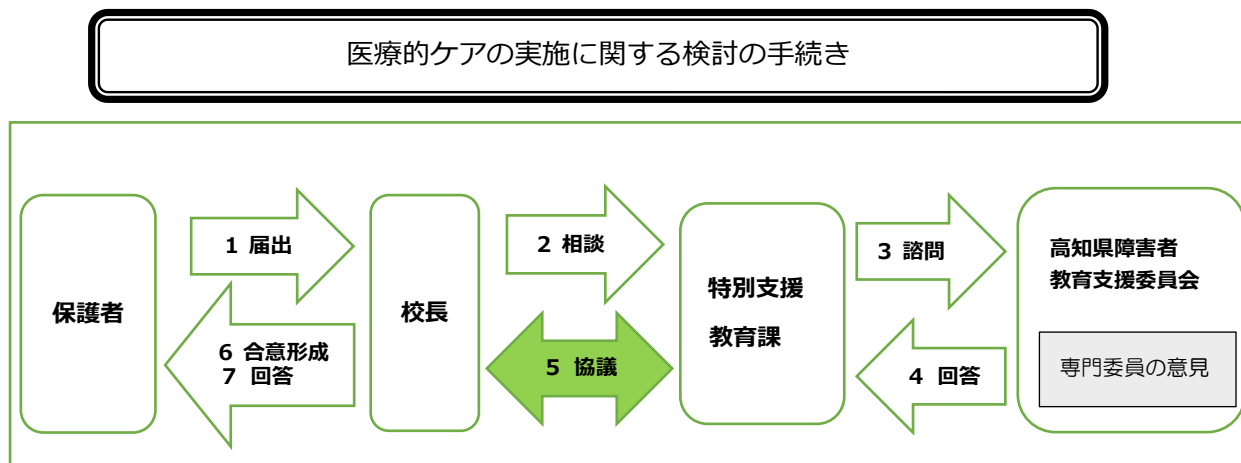 医療的ケアの実施に関する検討の手続き
保護者
1 届出
6 合意形成
7 回答
校長
2 相談
5 協議
特別支援
教育課
3 諮問
4 回答
高知県障害者
教育支援委員会
専門委員の意見